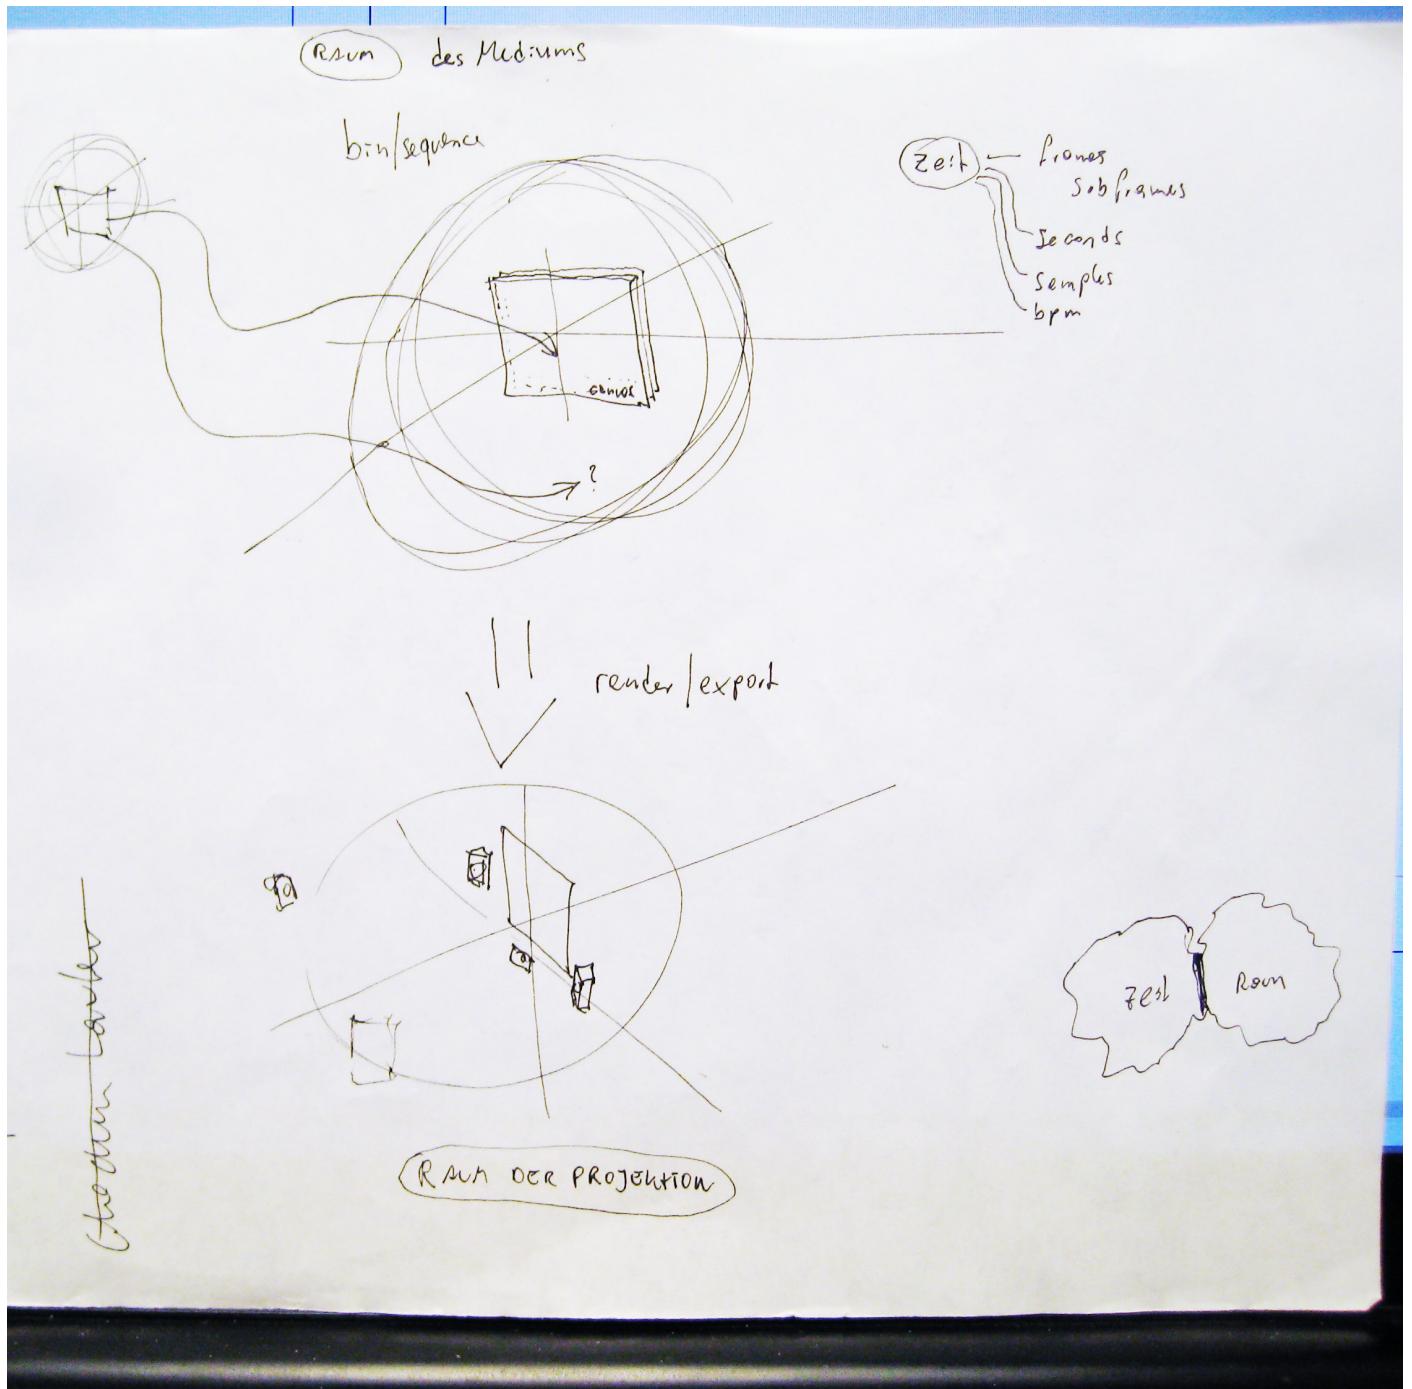 RAUM des Mediums
bin/sequence
Zeit
frames
subframes
Seconds
Samples
bpm
?
render/export
Zeit
Raum
RAUM DER PROJEKTION